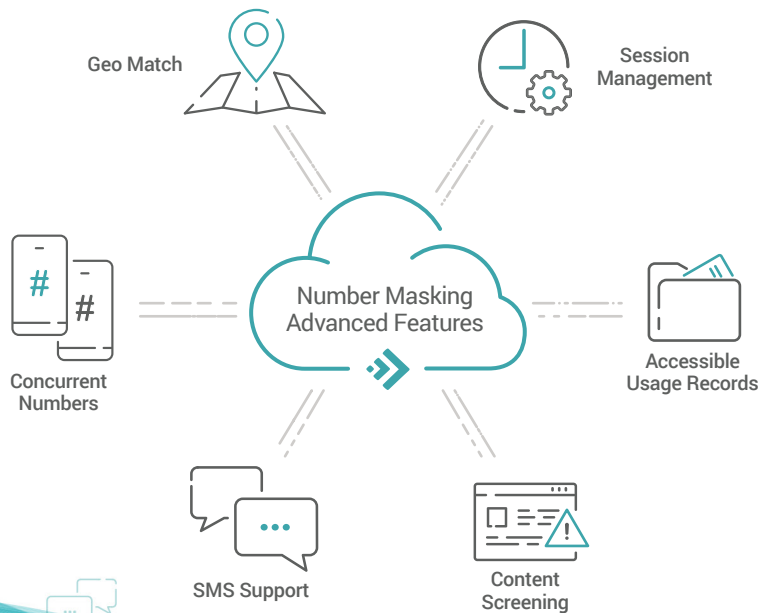 Geo Match
Session
Management
#
#
Number Masking
Advanced Features
Concurrent
Numbers
Accessible
Usage Records
!
SMS Support
Content
Screening